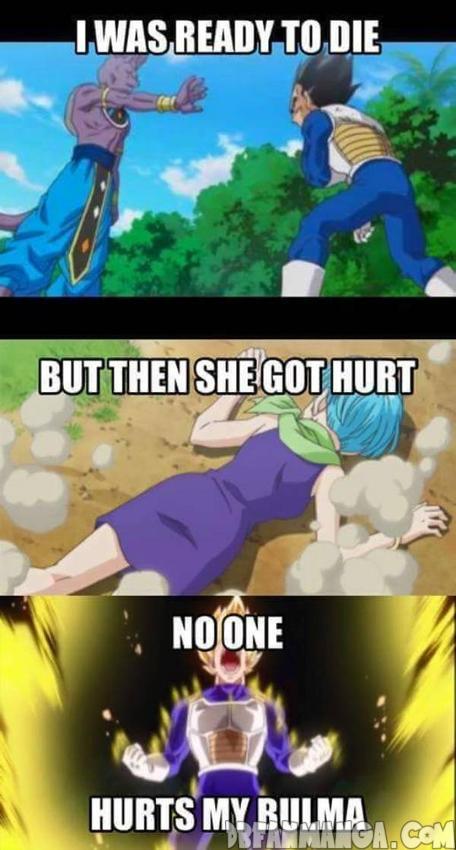 I WAS READY TO DIE
BUT THEN SHE GOT HURT
NO ONE
HURTS MY BULMA
DBFANMANGA.COM